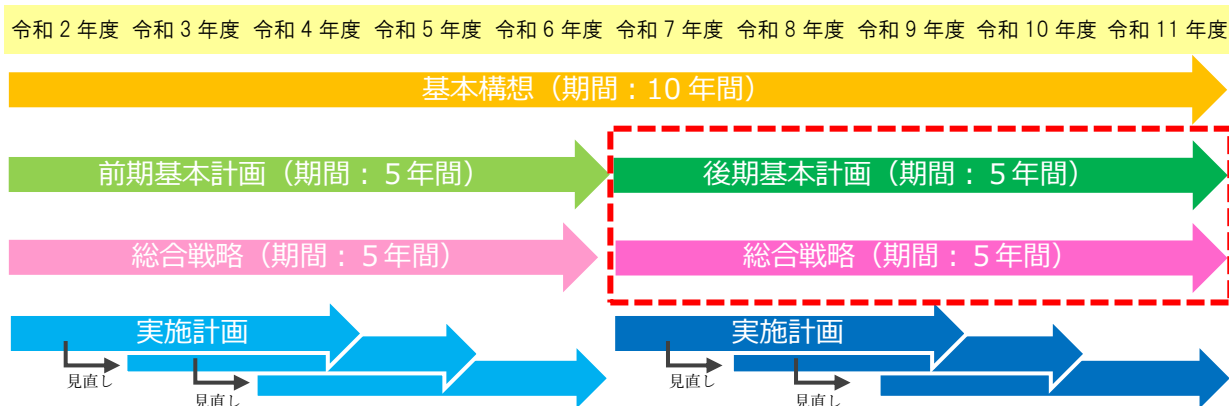 令和２年度 令和３年度 令和４年度 令和５年度 令和６年度 令和７年度 令和８年度 令和９年度 令和10年度 令和11年度
基本構想（期間：10年間）
前期基本計画（期間：５年間） 後期基本計画（期間：５年間）
総合戦略（期間：５年間） 総合戦略（期間：５年間）
実施計画 実施計画
見直し 見直し
見直し 見直し